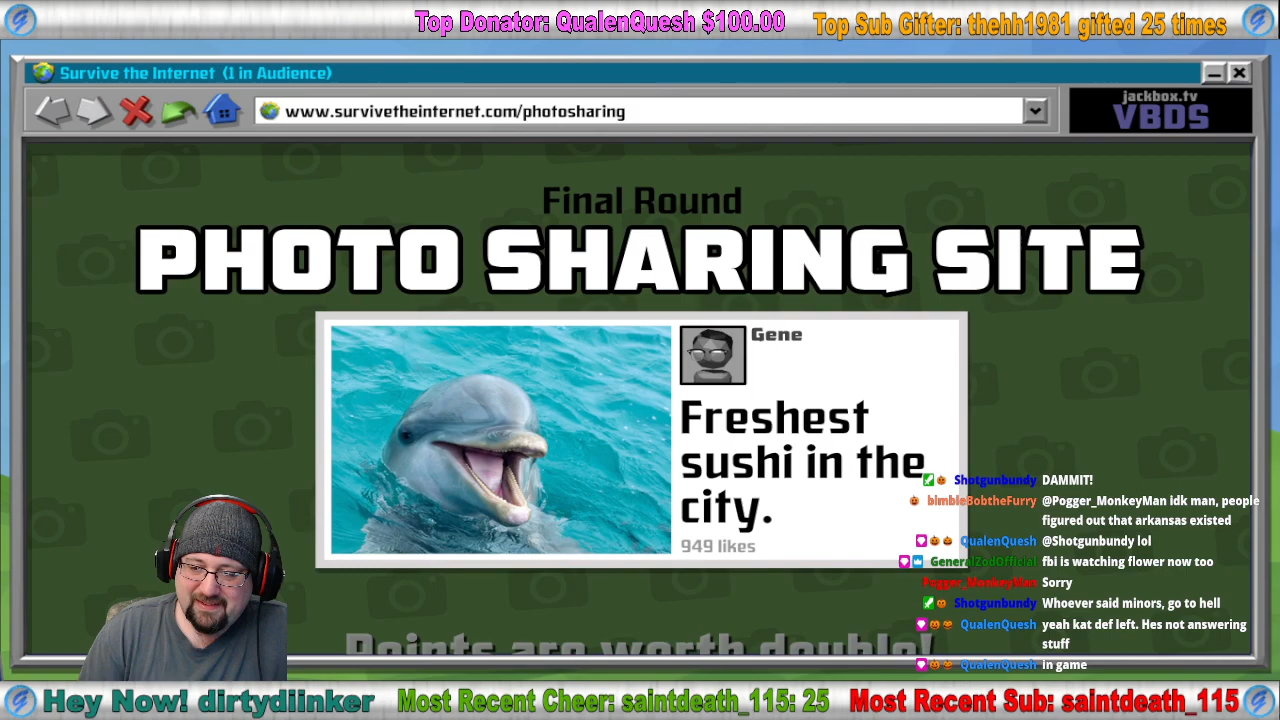 Top Donator: QualenQuesh $100.00
Top Sub Gifter: thehh1981 gifted 25 times
Survive the Internet (1 in Audience)
www.survivetheinternet.com/photosharing
jackbox.tv
VBDS
Final Round
PHOTO SHARING SITE
Gene
Freshest
sushi in the
city.
949 likes
Points are worth double!
Shotgunbundy DAMMIT!
bimbleBobtheFurry @Pogger_MonkeyMan idk man, people
figured out that arkansas existed
QualenQuesh @Shotgunbundy lol
GeneralZodOfficial fbi is watching flower now too
Pogger_MonkeyMan Sorry
Shotgunbundy Whoever said minors, go to hell
QualenQuesh yeah kat def left. Hes not answering
stuff
QualenQuesh in game
Hey Now! dirtydiinker
Most Recent Cheer: saintdeath_115: 25
Most Recent Sub: saintdeath_115